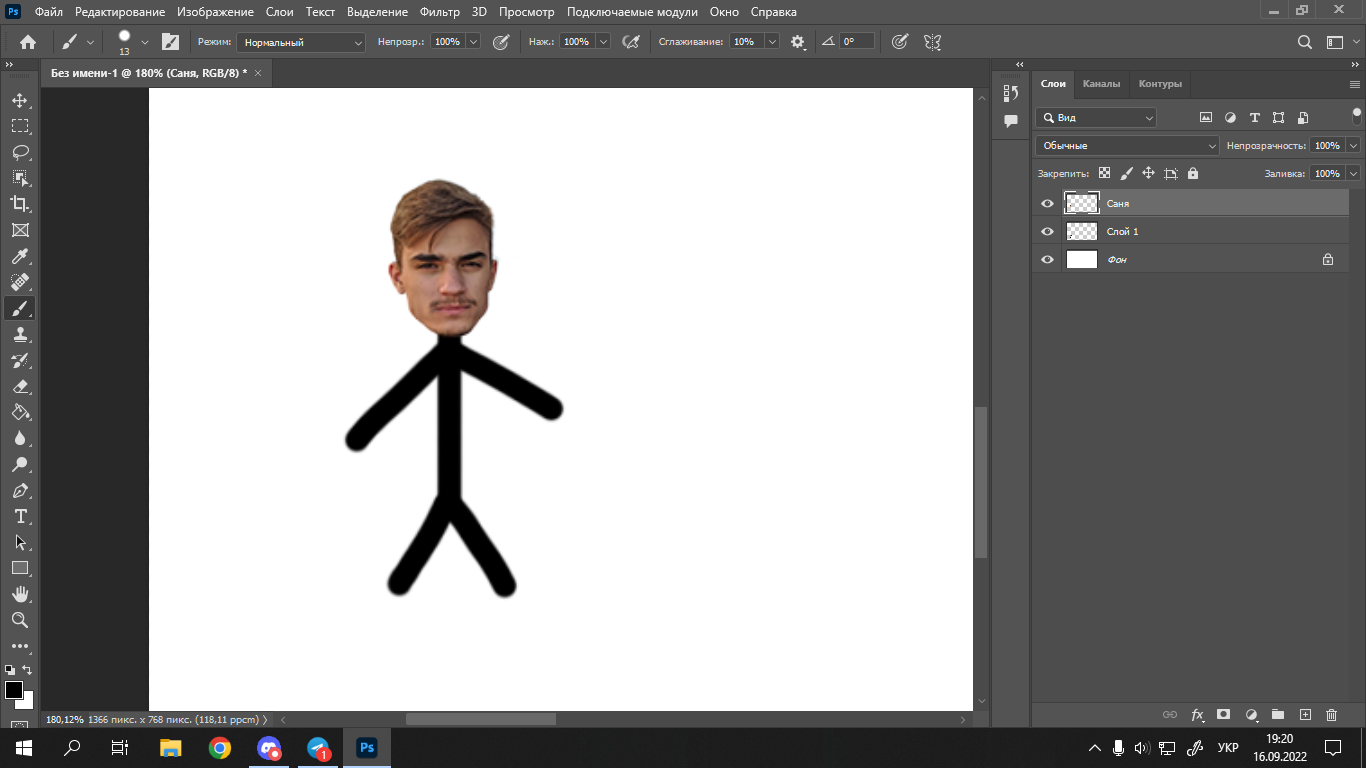 Ps Файл Редактирование Изображение Слои Текст Выделение Фильтр 3D Просмотр Подключаемые модули Окно Справка
13 Режим: Нормальный Непрозр.: 100% Наж.: 100% Сглаживание: 10% 0°
Без имени-1 @ 180% (Саня, RGB/8) * ×
Слои Каналы Контуры
Вид
Обычные Непрозрачность: 100%
Закрепить: Заливка: 100%
Саня
Слой 1
Фон
180,12% 1366 пикс. x 768 пикс. (118,11 ppcm)
fx
1 Ps УКР 19:20
16.09.2022